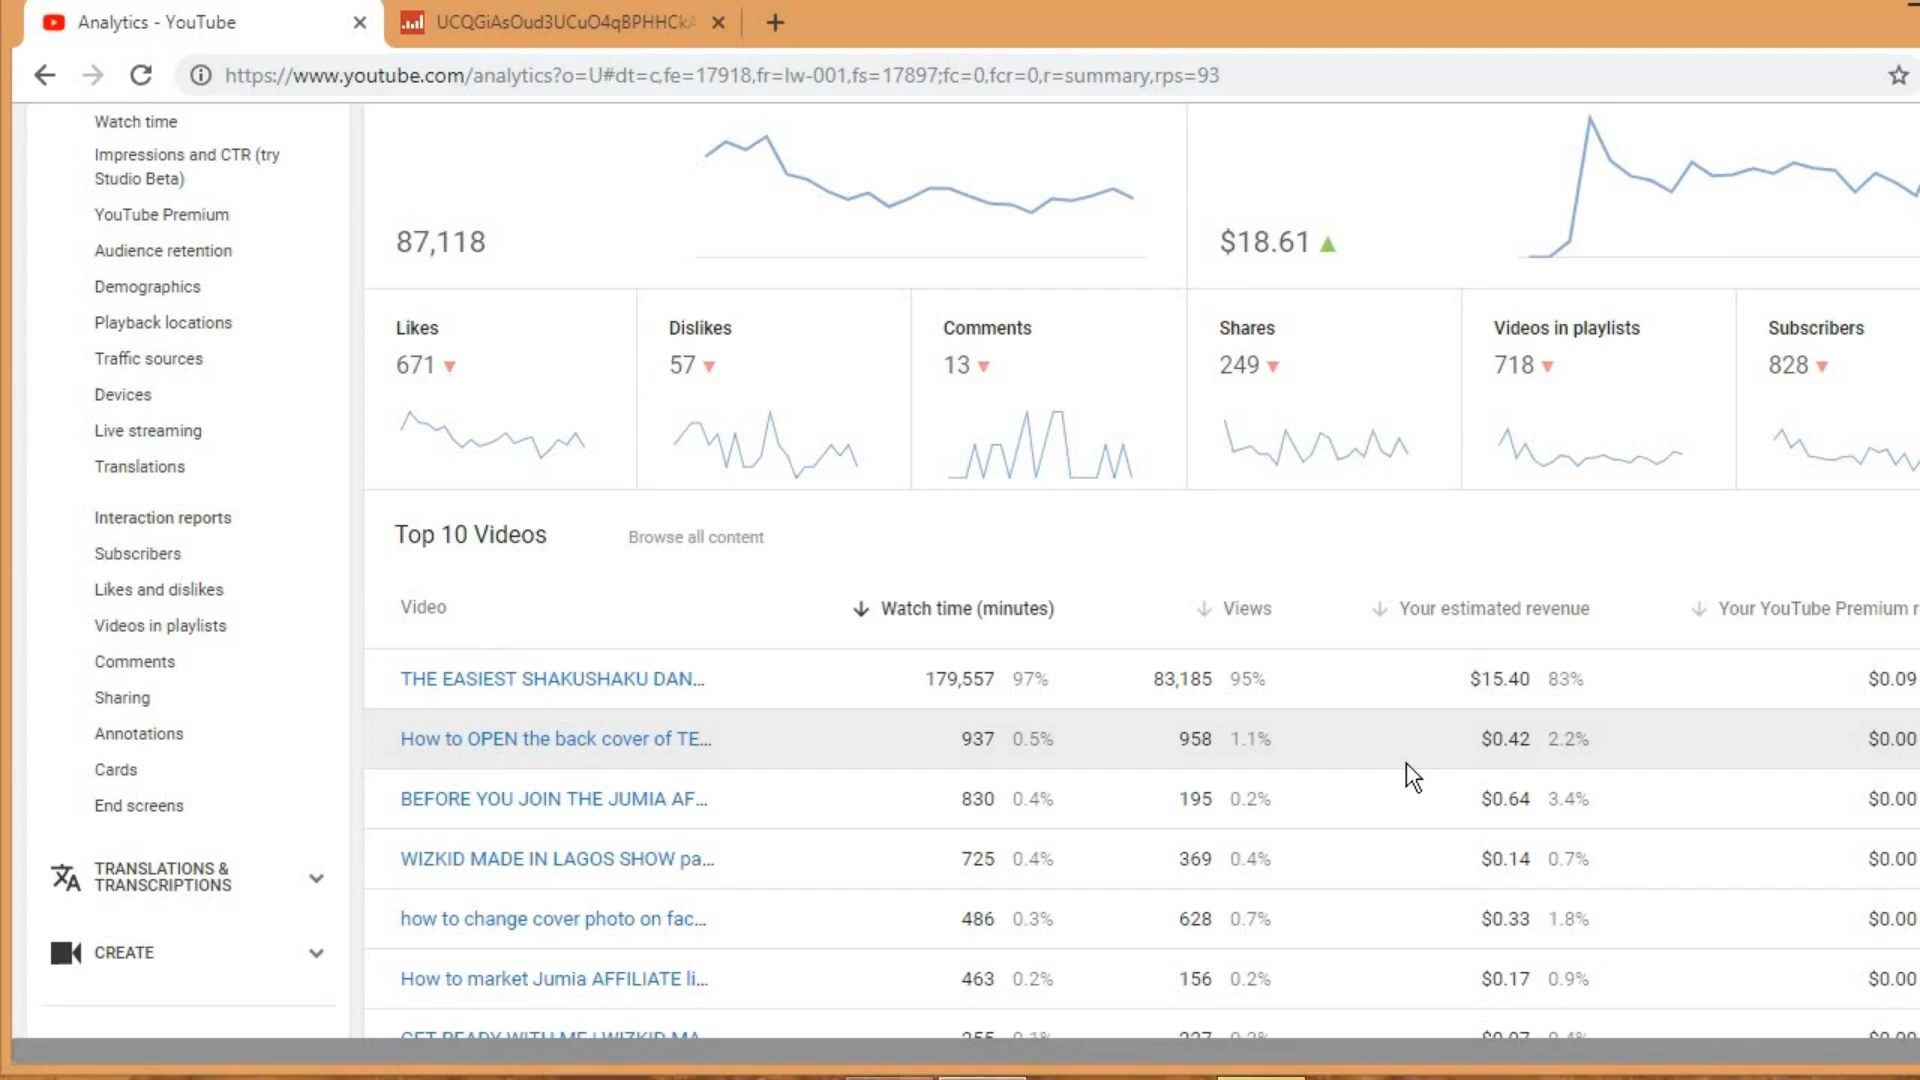 Analytics - YouTube
UCQGiAsOud3UCuO4qBPHHCkA
https://www.youtube.com/analytics?o=U#dt=c,fe=17918,fr=lw-001,fs=17897;fc=0,fcr=0,r=summary,rps=93
Watch time
Impressions and CTR (try
Studio Beta)
YouTube Premium
Audience retention
Demographics
Playback locations
Traffic sources
Devices
Live streaming
Translations
Interaction reports
Subscribers
Likes and dislikes
Videos in playlists
Comments
Sharing
Annotations
Cards
End screens
TRANSLATIONS &
TRANSCRIPTIONS
CREATE
87,118
$18.61
Likes
671
Dislikes
57
Comments
13
Shares
249
Videos in playlists
718
Subscribers
828
Top 10 Videos Browse all content
Video Watch time (minutes) Views Your estimated revenue Your YouTube Premium r
THE EASIEST SHAKUSHAKU DAN... 179,557 97% 83,185 95% $15.40 83% $0.09
How to OPEN the back cover of TE... 937 0.5% 958 1.1% $0.42 2.2% $0.00
BEFORE YOU JOIN THE JUMIA AF... 830 0.4% 195 0.2% $0.64 3.4% $0.00
WIZKID MADE IN LAGOS SHOW pa... 725 0.4% 369 0.4% $0.14 0.7% $0.00
how to change cover photo on fac... 486 0.3% 628 0.7% $0.33 1.8% $0.00
How to market Jumia AFFILIATE li... 463 0.2% 156 0.2% $0.17 0.9% $0.00
GET READY WITH ME | WIZKID MA...